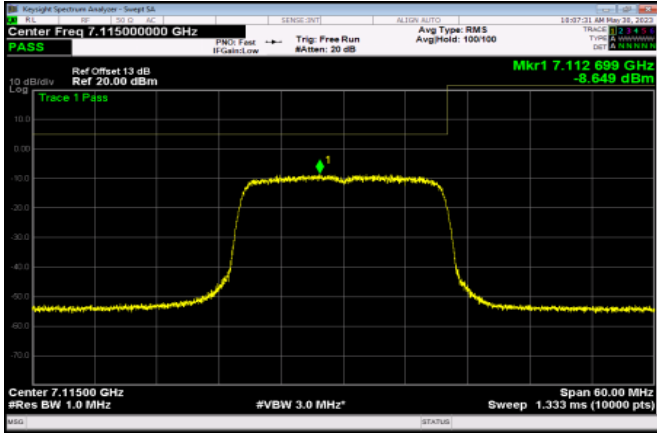 Keysight Spectrum Analyzer - Swept SA
RL RF 50 Ω AC SENSE:INT ALIGN AUTO 10:07:31 AM May 30, 2023
Center Freq 7.115000000 GHz Avg Type: RMS TRACE 1 2 3 4 5 6
PNO: Fast Trig: Free Run Avg|Hold: 100/100 TYPE A WWWWW
PASS IFGain:Low #Atten: 20 dB DET A N N N N N
Mkr1 7.112 699 GHz
Ref Offset 13 dB
10 dB/div Ref 20.00 dBm -8.649 dBm
Log
Trace 1 Pass
10.0
0.00
1
-10.0
-20.0
-30.0
-40.0
-50.0
-60.0
-70.0
Center 7.11500 GHz Span 60.00 MHz
#Res BW 1.0 MHz #VBW 3.0 MHz* Sweep 1.333 ms (10000 pts)
MSG STATUS